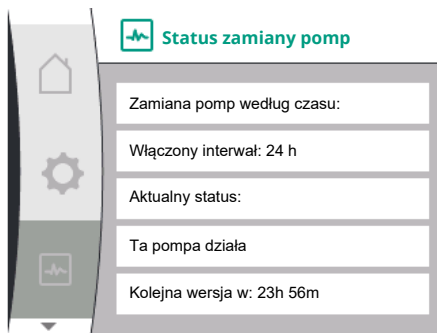 Status zamiany pomp
Zamiana pomp według czasu:
Włączony interwał: 24 h
Aktualny status:
Ta pompa działa
Kolejna wersja w: 23h 56m